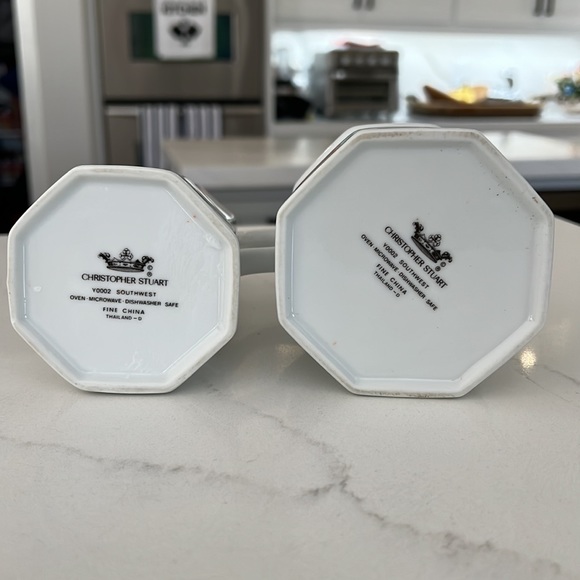 KITCHEN
©
CHRISTOPHER STUART
Y0002 SOUTHWEST
OVEN·MICROWAVE·DISHWASHER SAFE
FINE CHINA
THAILAND-D
©
CHRISTOPHER STUART
Y0002 SOUTHWEST
OVEN·MICROWAVE·DISHWASHER SAFE
FINE CHINA
THAILAND-D